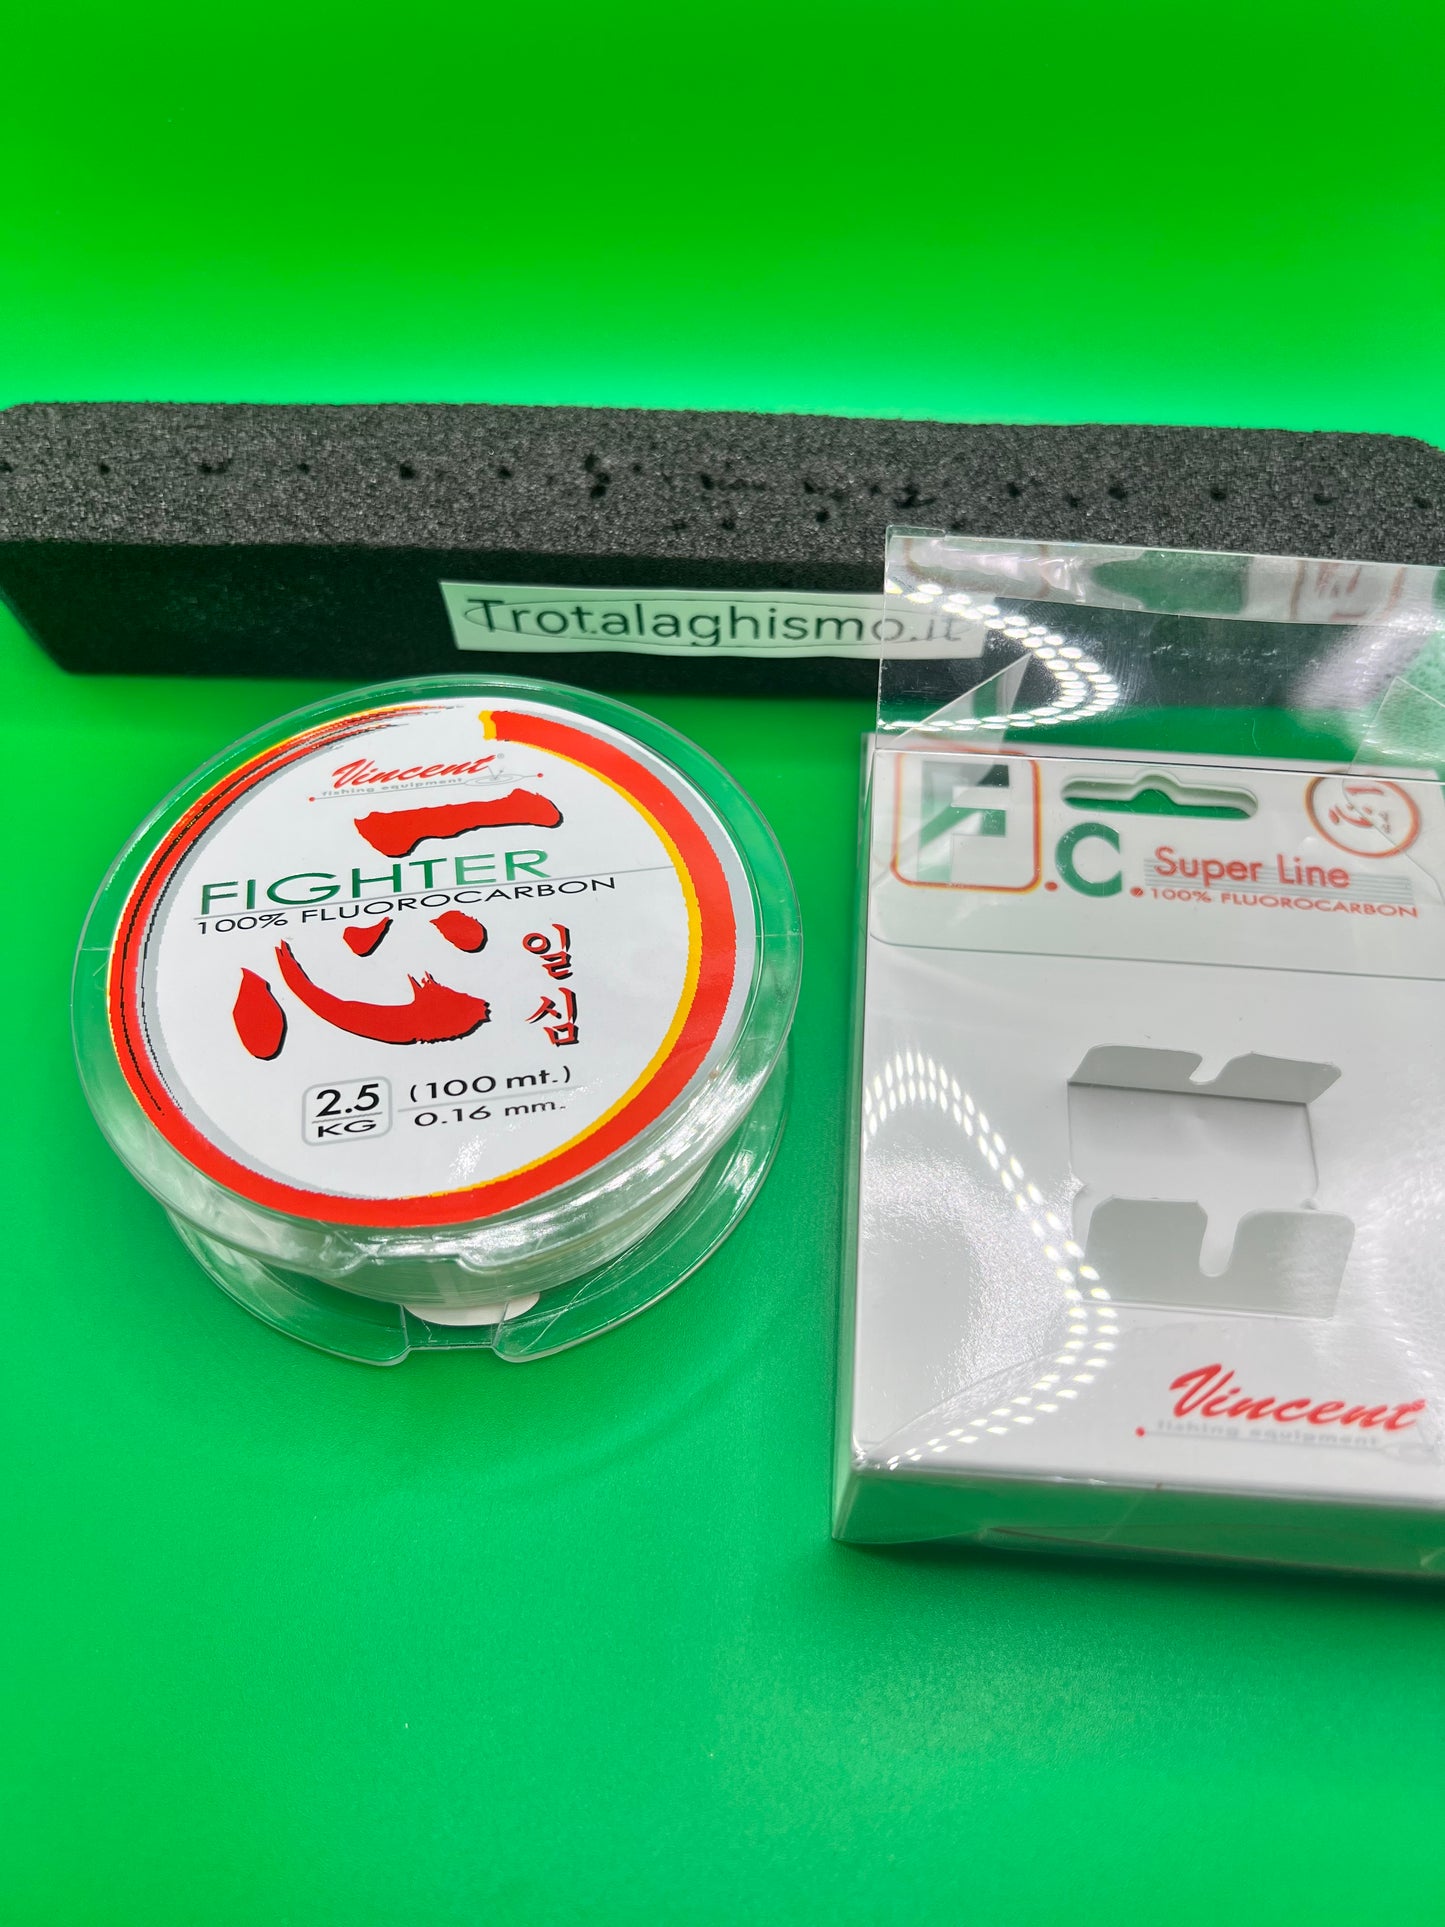 Trotalaghismo.it
Vincent®
fishing equipment
一
FIGHTER
100% FLUOROCARBON
心
일심
2.5
KG
(100 mt.)
0.16 mm.
F.C.
Super Line
100% FLUOROCARBON
Vincent
fishing equipment